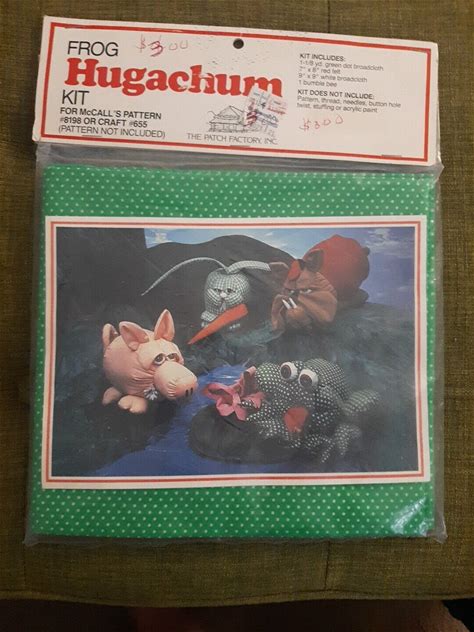 FROG
Hugachum
KIT
FOR McCALL'S PATTERN
#8198 OR CRAFT #655
(PATTERN NOT INCLUDED)
$3.00
THE PATCH FACTORY, INC.
KIT INCLUDES:
1-1/8 yd. green dot broadcloth
7" x 8" red felt
9" x 9" white broadcloth
1 bumble bee
KIT DOES NOT INCLUDE:
Pattern, thread, needles, button hole
twist, stuffing or acrylic paint
$3.00